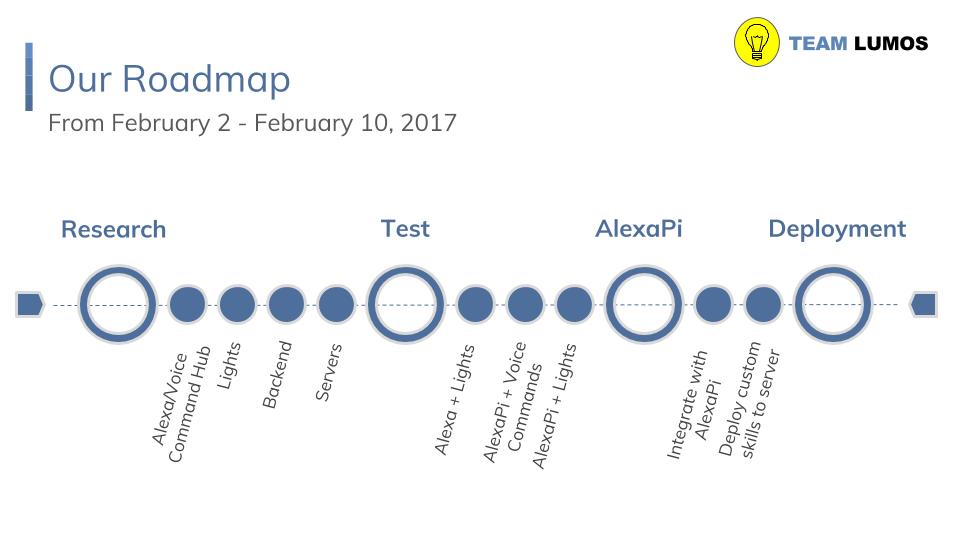 TEAM LUMOS
Our Roadmap
From February 2 - February 10, 2017
Research
Test
AlexaPi
Deployment
Alexa/Voice
Command Hub
Lights
Backend
Servers
Alexa + Lights
AlexaPi + Voice
Commands
AlexaPi + Lights
Integrate with
AlexaPi
Deploy custom
skills to server